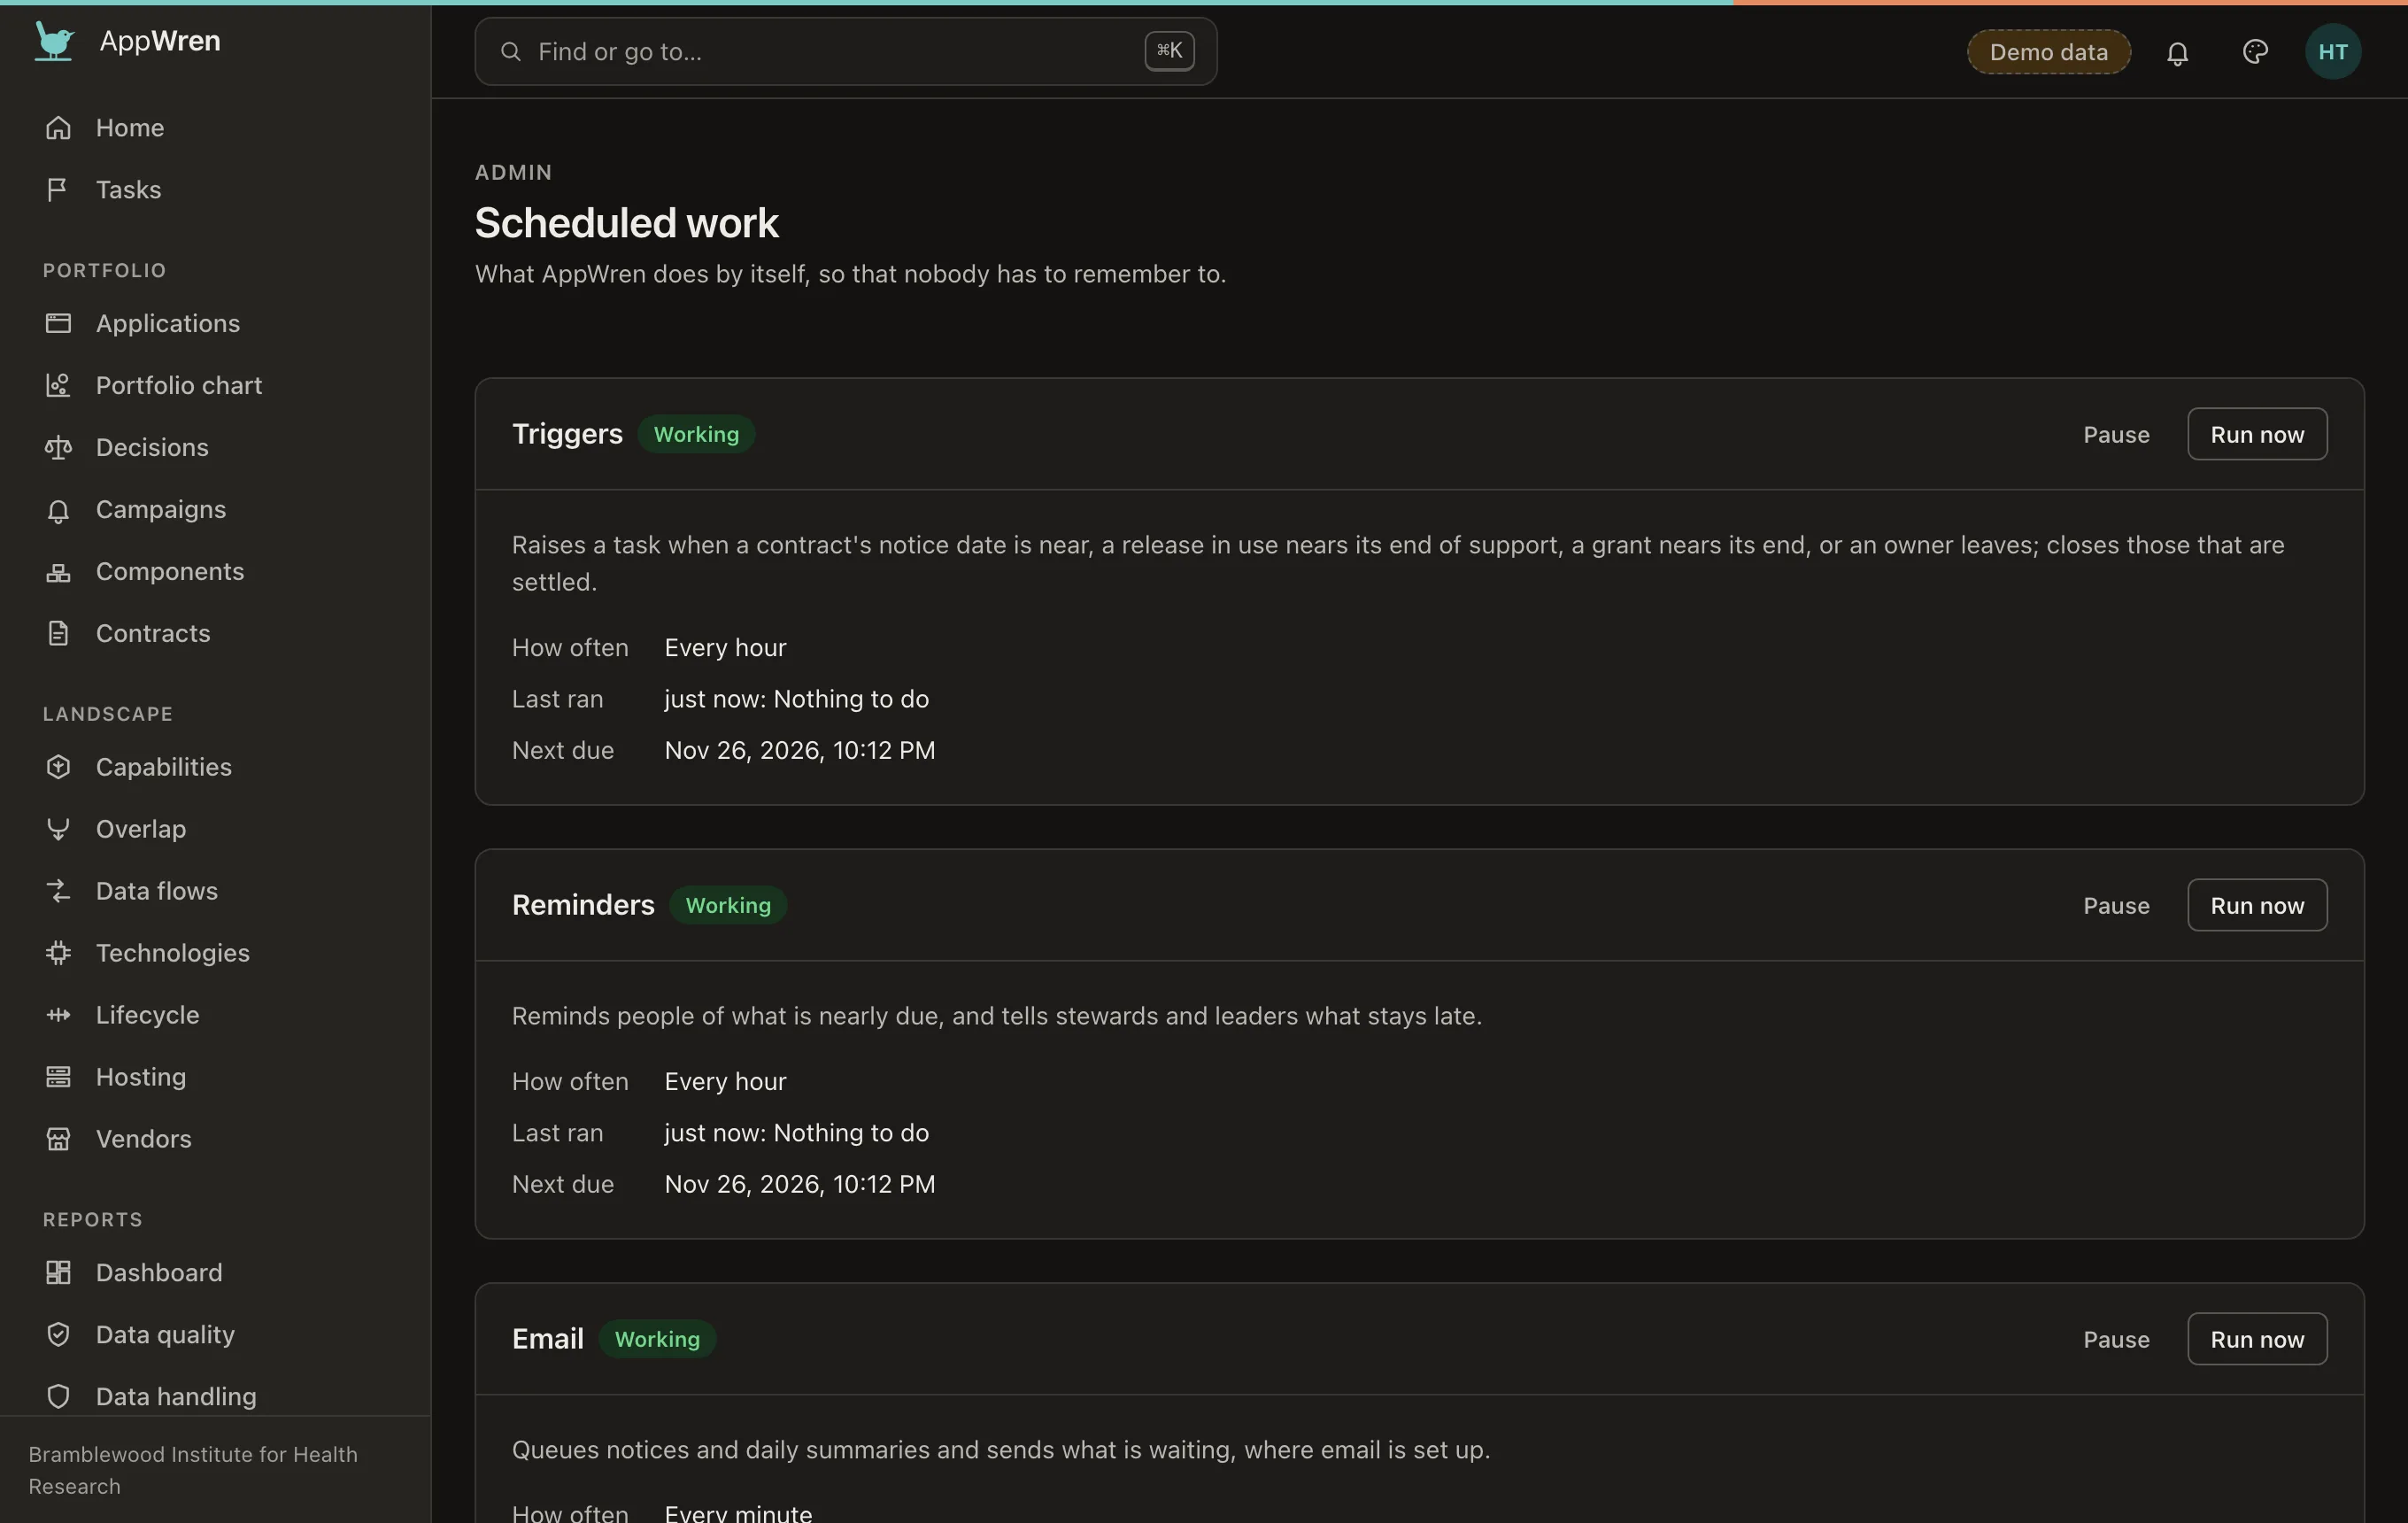 AppWren
Find or go to...
⌘K
Demo data
HT
Home
Tasks
PORTFOLIO
Applications
Portfolio chart
Decisions
Campaigns
Components
Contracts
LANDSCAPE
Capabilities
Overlap
Data flows
Technologies
Lifecycle
Hosting
Vendors
REPORTS
Dashboard
Data quality
Data handling
Bramblewood Institute for Health
Research
ADMIN
Scheduled work
What AppWren does by itself, so that nobody has to remember to.
Triggers
Working
Pause
Run now
Raises a task when a contract's notice date is near, a release in use nears its end of support, a grant nears its end, or an owner leaves; closes those that are
settled.
How often Every hour
Last ran just now: Nothing to do
Next due Nov 26, 2026, 10:12 PM
Reminders
Working
Pause
Run now
Reminds people of what is nearly due, and tells stewards and leaders what stays late.
How often Every hour
Last ran just now: Nothing to do
Next due Nov 26, 2026, 10:12 PM
Email
Working
Pause
Run now
Queues notices and daily summaries and sends what is waiting, where email is set up.
How often Every minute